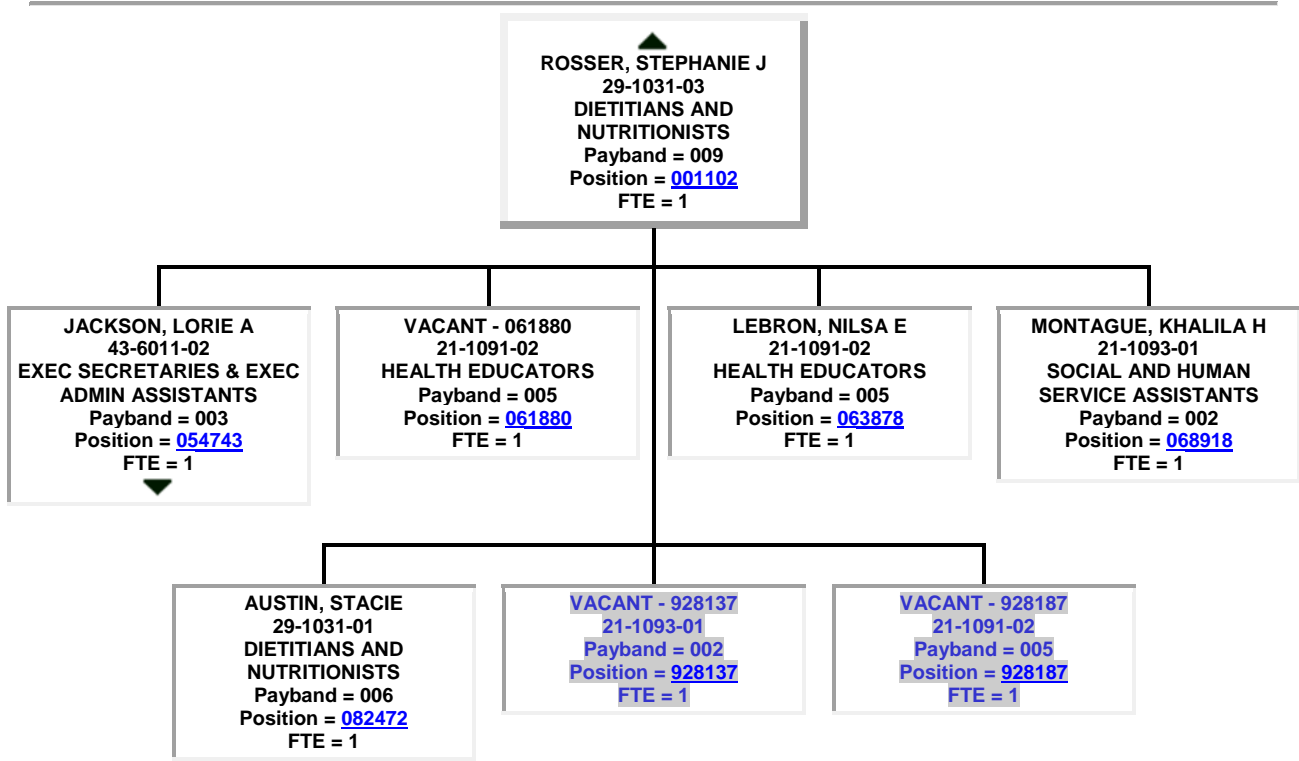 ROSSER, STEPHANIE J
29-1031-03
DIETITIANS AND
NUTRITIONISTS
Payband = 009
Position = 001102
FTE = 1
JACKSON, LORIE A
43-6011-02
EXEC SECRETARIES & EXEC
ADMIN ASSISTANTS
Payband = 003
Position = 054743
FTE = 1
VACANT - 061880
21-1091-02
HEALTH EDUCATORS
Payband = 005
Position = 061880
FTE = 1
LEBRON, NILSA E
21-1091-02
HEALTH EDUCATORS
Payband = 005
Position = 063878
FTE = 1
MONTAGUE, KHALILA H
21-1093-01
SOCIAL AND HUMAN
SERVICE ASSISTANTS
Payband = 002
Position = 068918
FTE = 1
AUSTIN, STACIE
29-1031-01
DIETITIANS AND
NUTRITIONISTS
Payband = 006
Position = 082472
FTE = 1
VACANT - 928137
21-1093-01
Payband = 002
Position = 928137
FTE = 1
VACANT - 928187
21-1091-02
Payband = 005
Position = 928187
FTE = 1